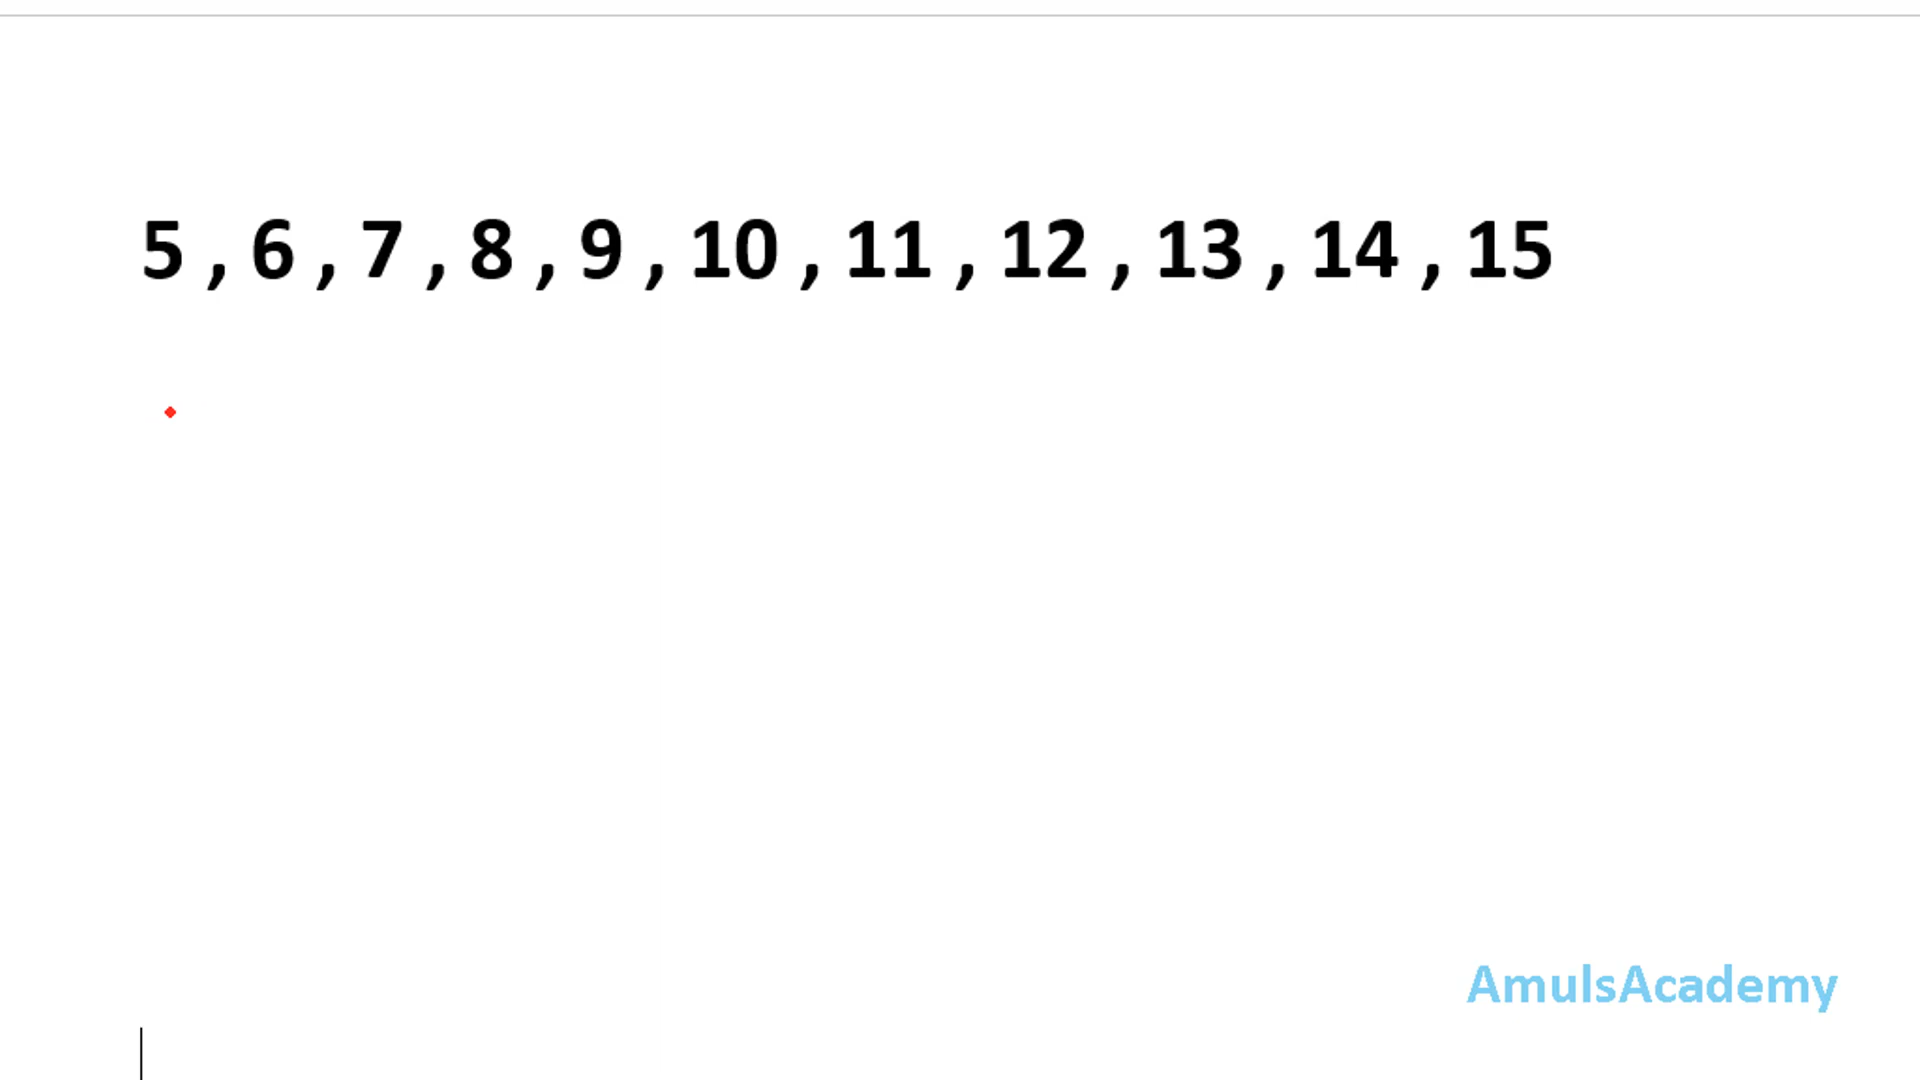 5 , 6 , 7 , 8 , 9 , 10 , 11 , 12 , 13 , 14 , 15
AmulsAcademy